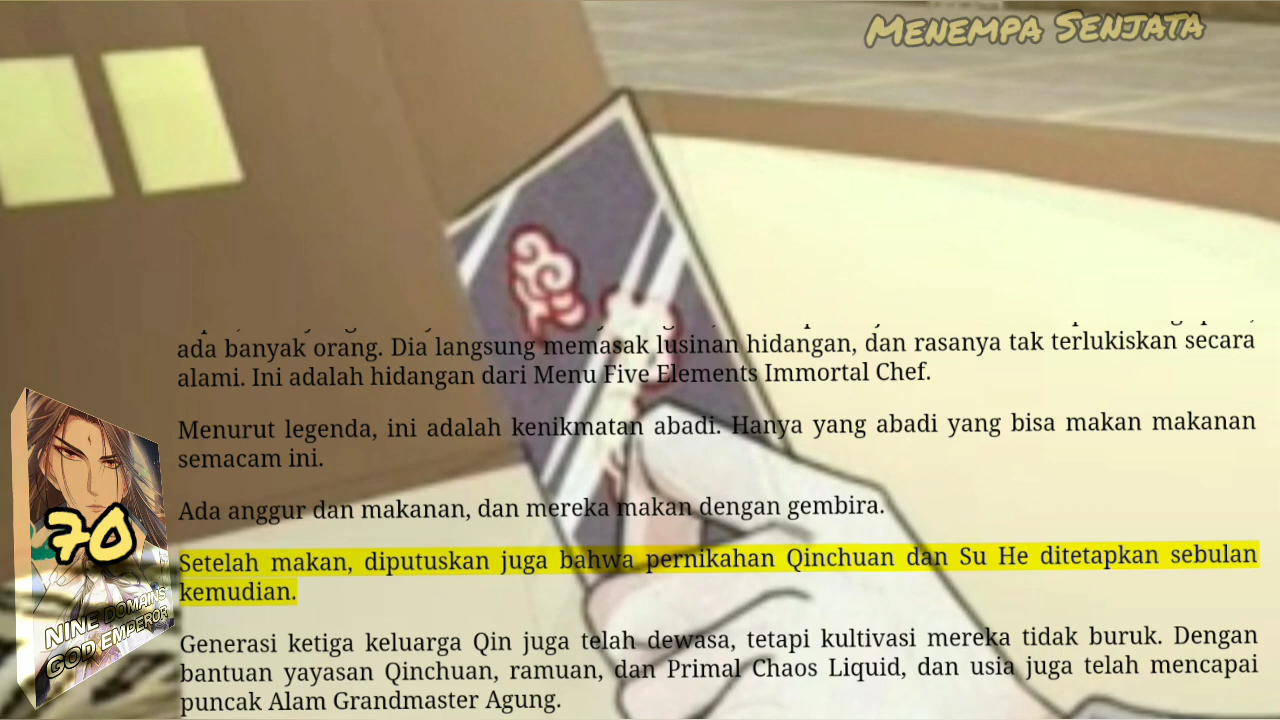 Menempa Senjata
ada banyak orang. Dia langsung memasak lusinan hidangan, dan rasanya tak terlukiskan secara
alami. Ini adalah hidangan dari Menu Five Elements Immortal Chef.
Menurut legenda, ini adalah kenikmatan abadi. Hanya yang abadi yang bisa makan makanan
semacam ini.
Ada anggur dan makanan, dan mereka makan dengan gembira.
Setelah makan, diputuskan juga bahwa pernikahan Qinchuan dan Su He ditetapkan sebulan
kemudian.
Generasi ketiga keluarga Qin juga telah dewasa, tetapi kultivasi mereka tidak buruk. Dengan
bantuan yayasan Qinchuan, ramuan, dan Primal Chaos Liquid, dan usia juga telah mencapai
puncak Alam Grandmaster Agung.
70
NINE DOMAINS
GOD EMPEROR